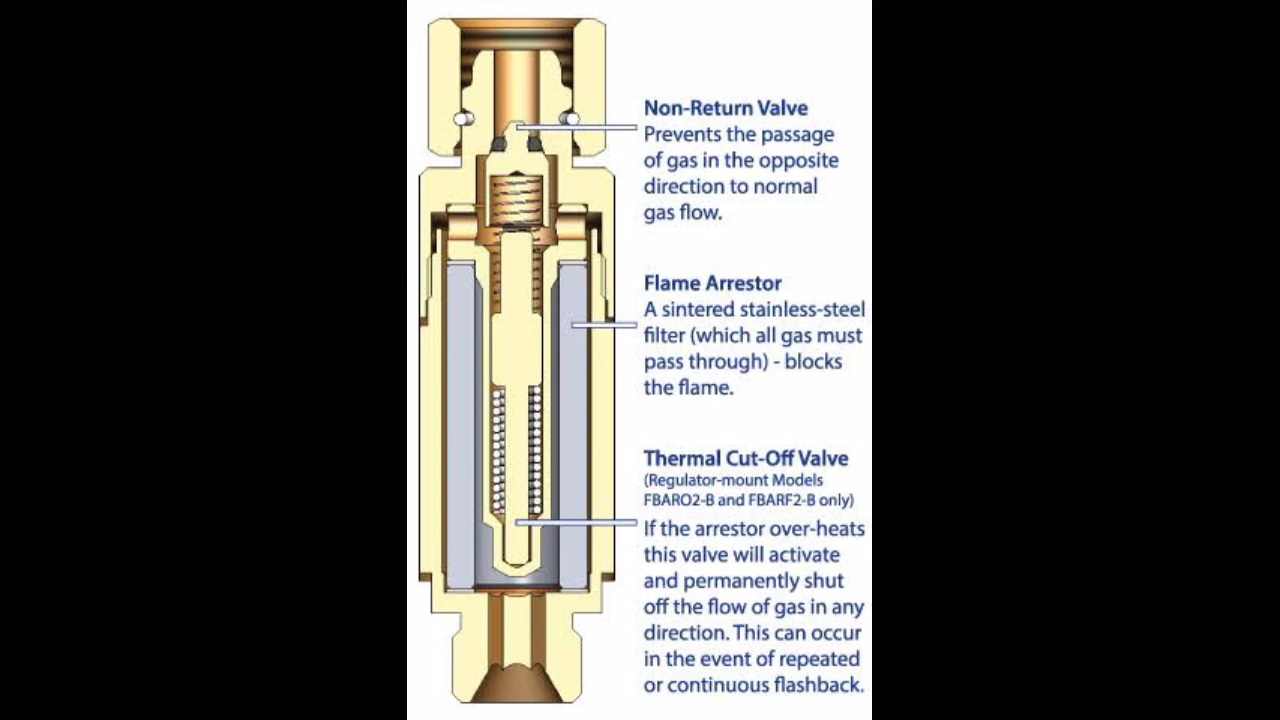 Non-Return Valve
Prevents the passage
of gas in the opposite
direction to normal
gas flow.
Flame Arrestor
A sintered stainless-steel
filter (which all gas must
pass through) - blocks
the flame.
Thermal Cut-Off Valve
(Regulator-mount Models
FBARO2-B and FBARF2-B only)
If the arrestor over-heats
this valve will activate
and permanently shut
off the flow of gas in any
direction. This can occur
in the event of repeated
or continuous flashback.